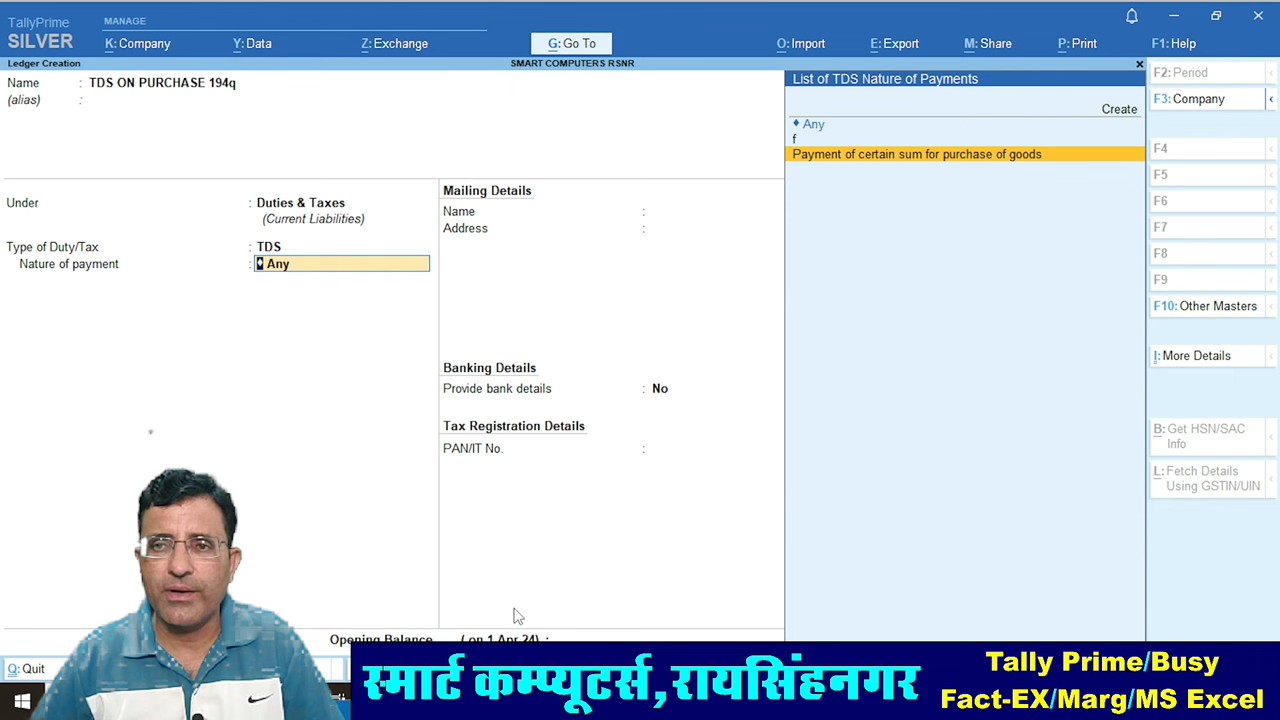 TallyPrime
SILVER
MANAGE
K: Company
Y: Data
Z: Exchange
G: Go To
O: Import
E: Export
M: Share
P: Print
F1: Help
Ledger Creation
SMART COMPUTERS RSNR
Name : TDS ON PURCHASE 194q
(alias) :
Under : Duties & Taxes
(Current Liabilities)
Type of Duty/Tax : TDS
Nature of payment : ♦ Any
Mailing Details
Name :
Address :
Banking Details
Provide bank details : No
Tax Registration Details
PAN/IT No. :
Opening Balance ( on 1 Apr 24) :
List of TDS Nature of Payments
Create
♦ Any
f
Payment of certain sum for purchase of goods
F2: Period
F3: Company
F4
F5
F6
F7
F8
F9
F10: Other Masters
I: More Details
B: Get HSN/SAC
Info
L: Fetch Details
Using GSTIN/UIN
Q: Quit
स्मार्ट कम्प्यूटर्स,रायसिंहनगर
Tally Prime/Busy
Fact-EX/Marg/MS Excel